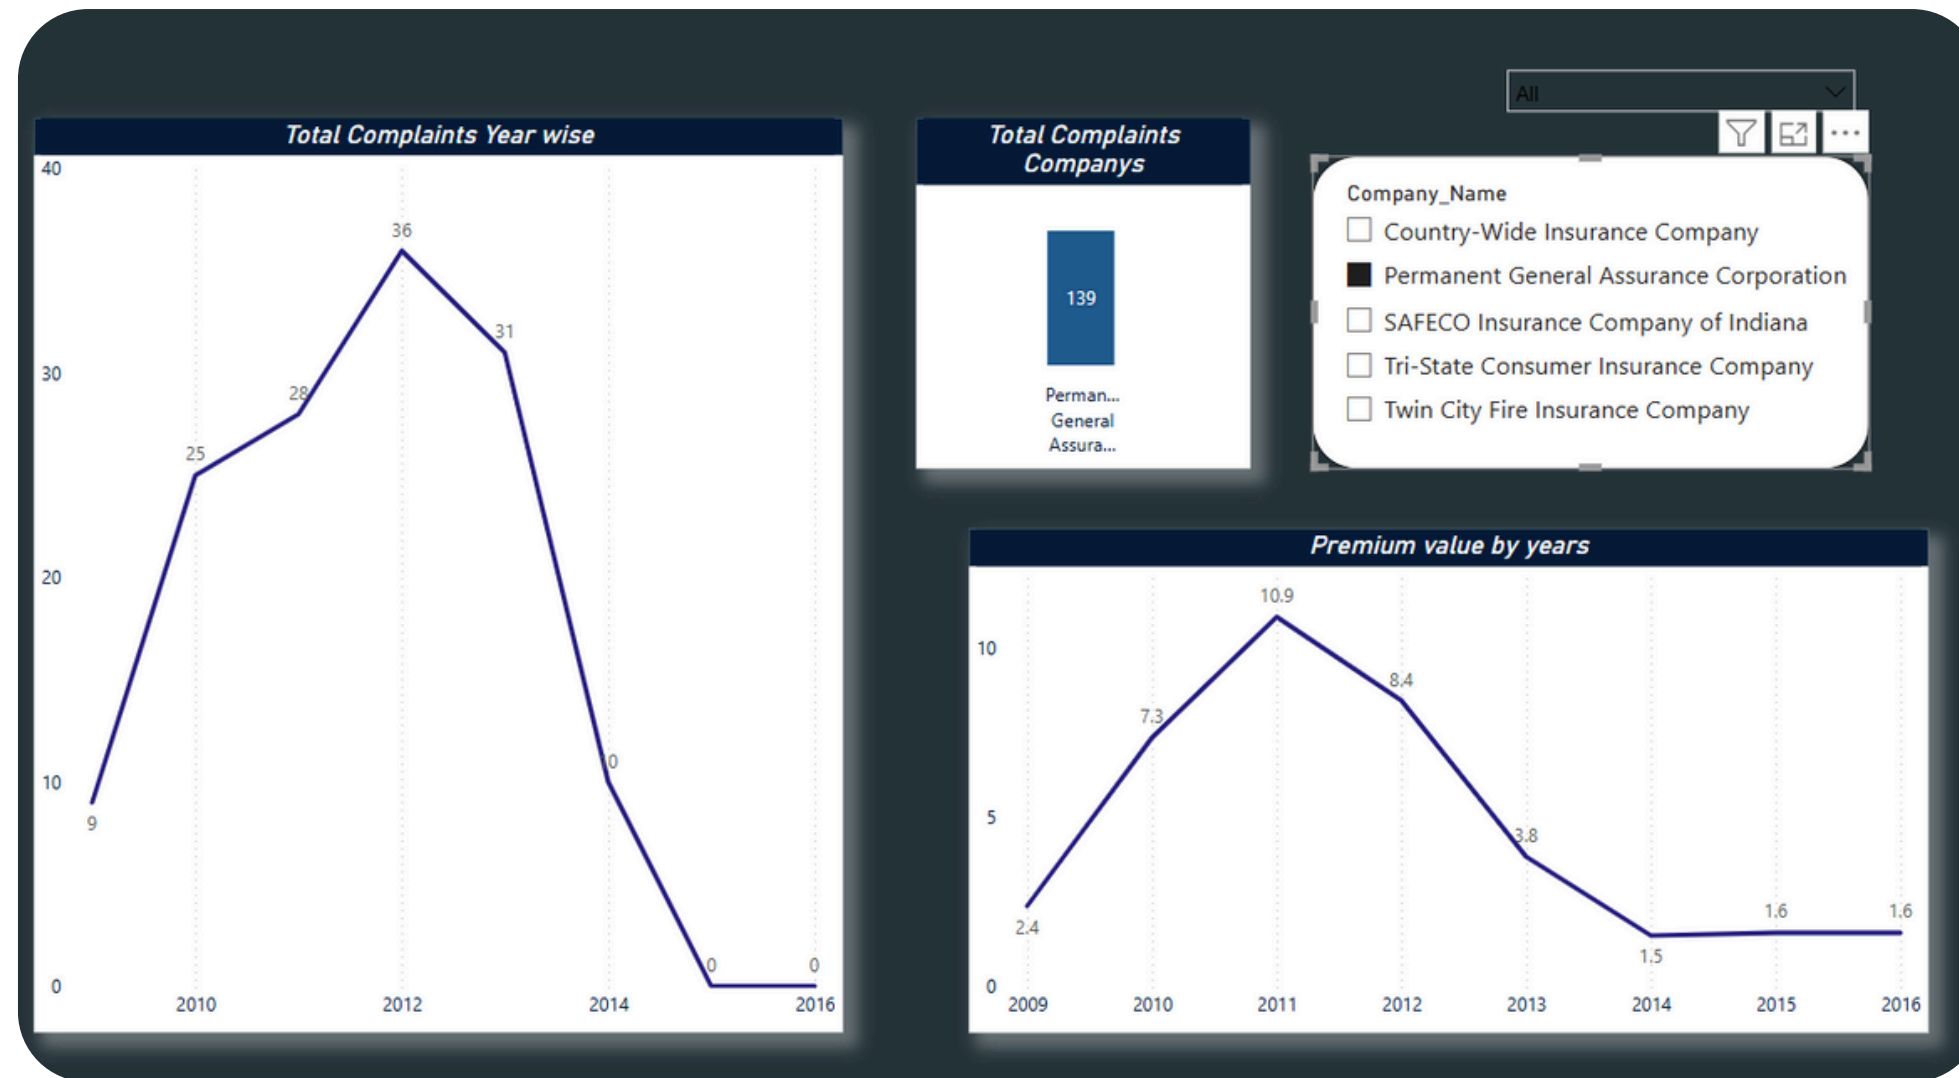 All
Total Complaints Year wise
40
30
20
10
0
9
25
28
36
31
0
0
0
2010
2012
2014
2016
Total Complaints
Companys
139
Perman...
General
Assura...
Company_Name
Country-Wide Insurance Company
Permanent General Assurance Corporation
SAFECO Insurance Company of Indiana
Tri-State Consumer Insurance Company
Twin City Fire Insurance Company
Premium value by years
10
5
0
2.4
7.3
10.9
8.4
3.8
1.5
1.6
1.6
2009
2010
2011
2012
2013
2014
2015
2016